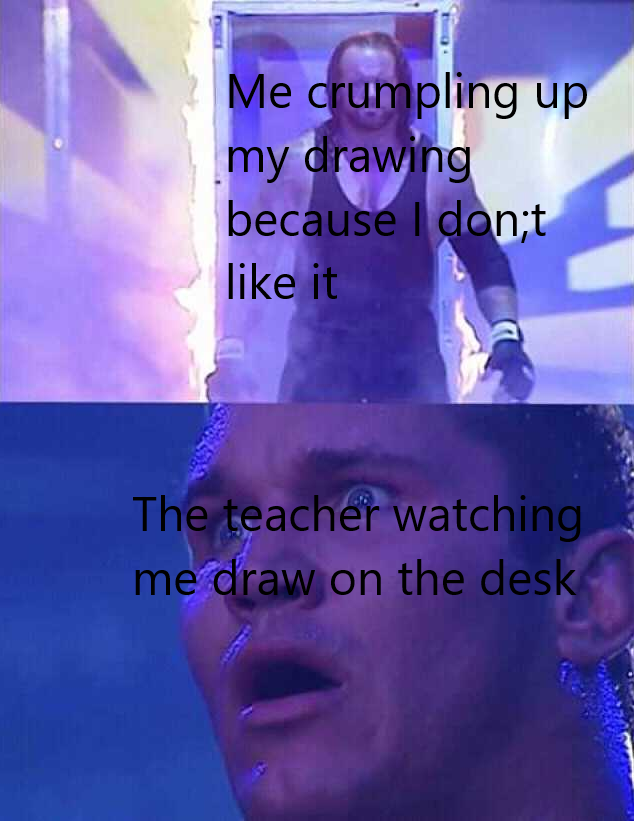 Me crumpling up
my drawing
because I don;t
like it
The teacher watching
me draw on the desk